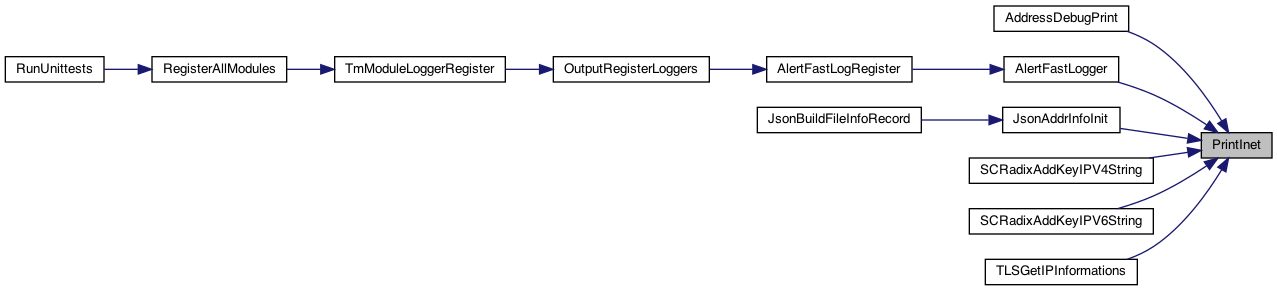 AddressDebugPrint
RunUnittests
RegisterAllModules
TmModuleLoggerRegister
OutputRegisterLoggers
AlertFastLogRegister
AlertFastLogger
JsonBuildFileInfoRecord
JsonAddrInfoInit
PrintInet
SCRadixAddKeyIPV4String
SCRadixAddKeyIPV6String
TLSGetIPInformations